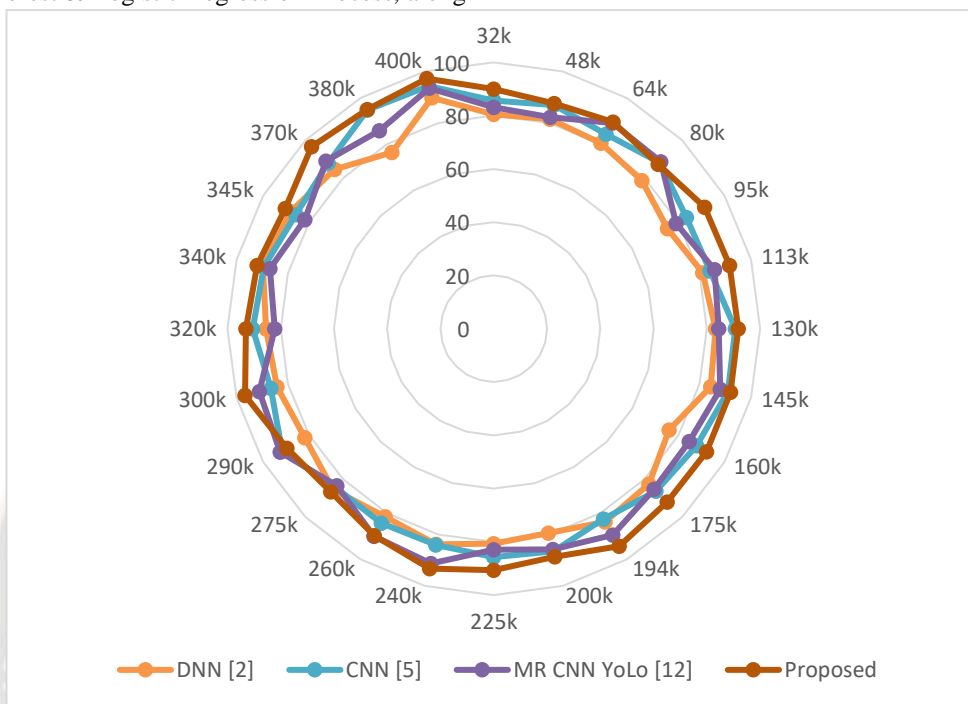 32k
48k
64k
80k
95k
113k
130k
145k
160k
175k
194k
200k
225k
240k
260k
275k
290k
300k
320k
340k
345k
370k
380k
400k
100
80
60
40
20
0
DNN [2] CNN [5] MR CNN YoLo [12] Proposed